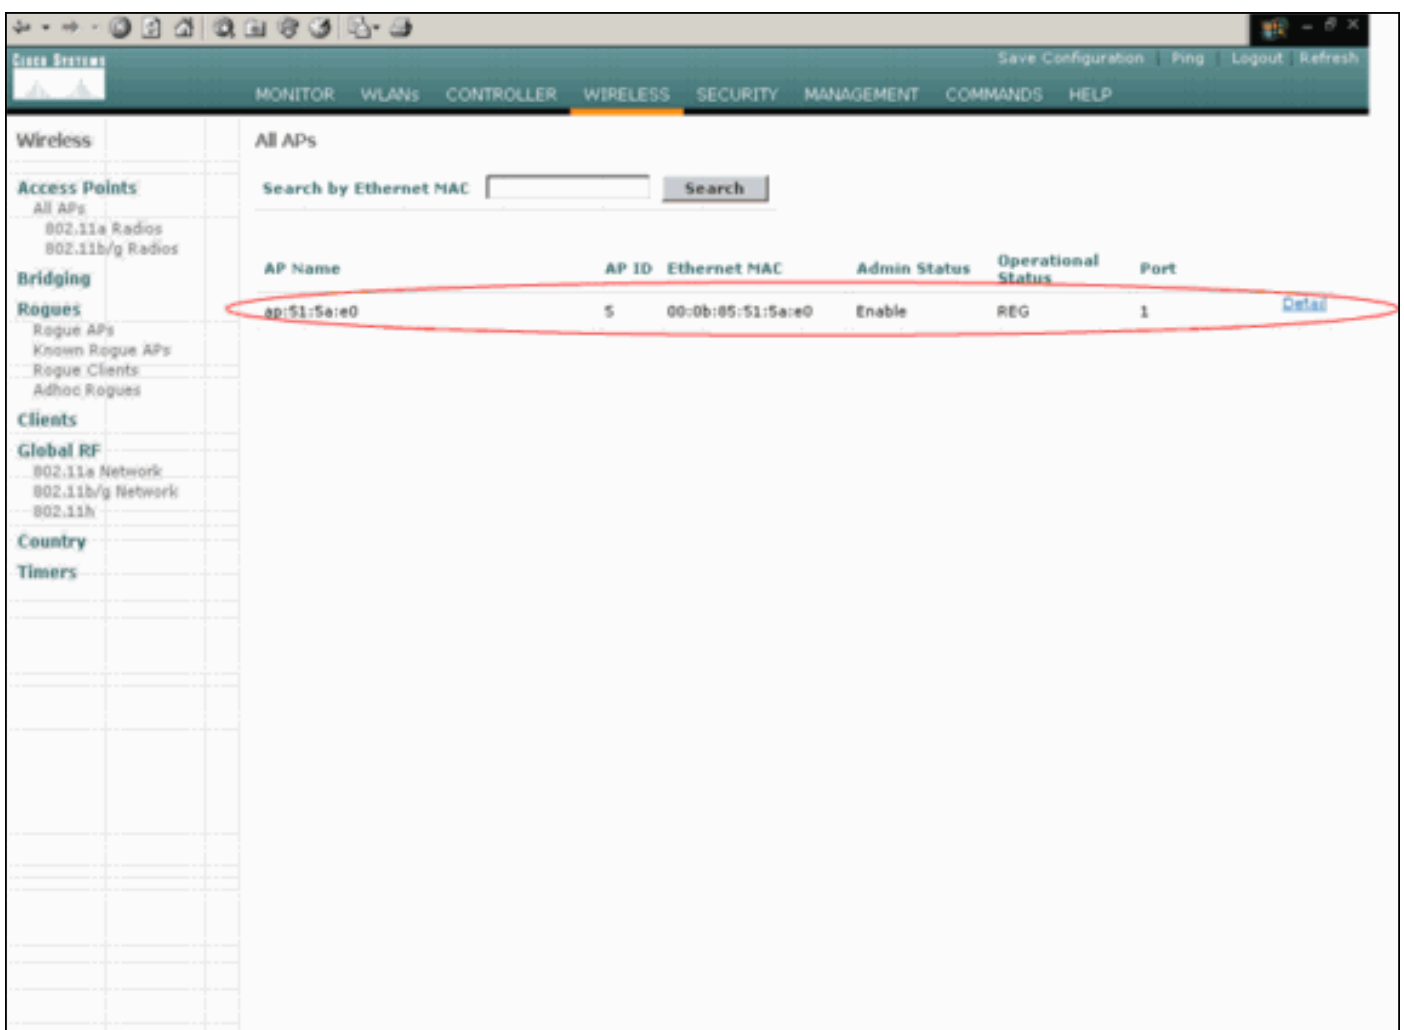 CISCO SYSTEMS
Save Configuration | Ping | Logout | Refresh
MONITOR WLANs CONTROLLER WIRELESS SECURITY MANAGEMENT COMMANDS HELP
Wireless
Access Points
All APs
802.11a Radios
802.11b/g Radios
Bridging
Rogues
Rogue APs
Known Rogue APs
Rogue Clients
Adhoc Rogues
Clients
Global RF
802.11a Network
802.11b/g Network
802.11h
Country
Timers
All APs
Search by Ethernet MAC Search
AP Name AP ID Ethernet MAC Admin Status Operational Status Port
ap:51:5a:e0 5 00:0b:85:51:5a:e0 Enable REG 1 Detail